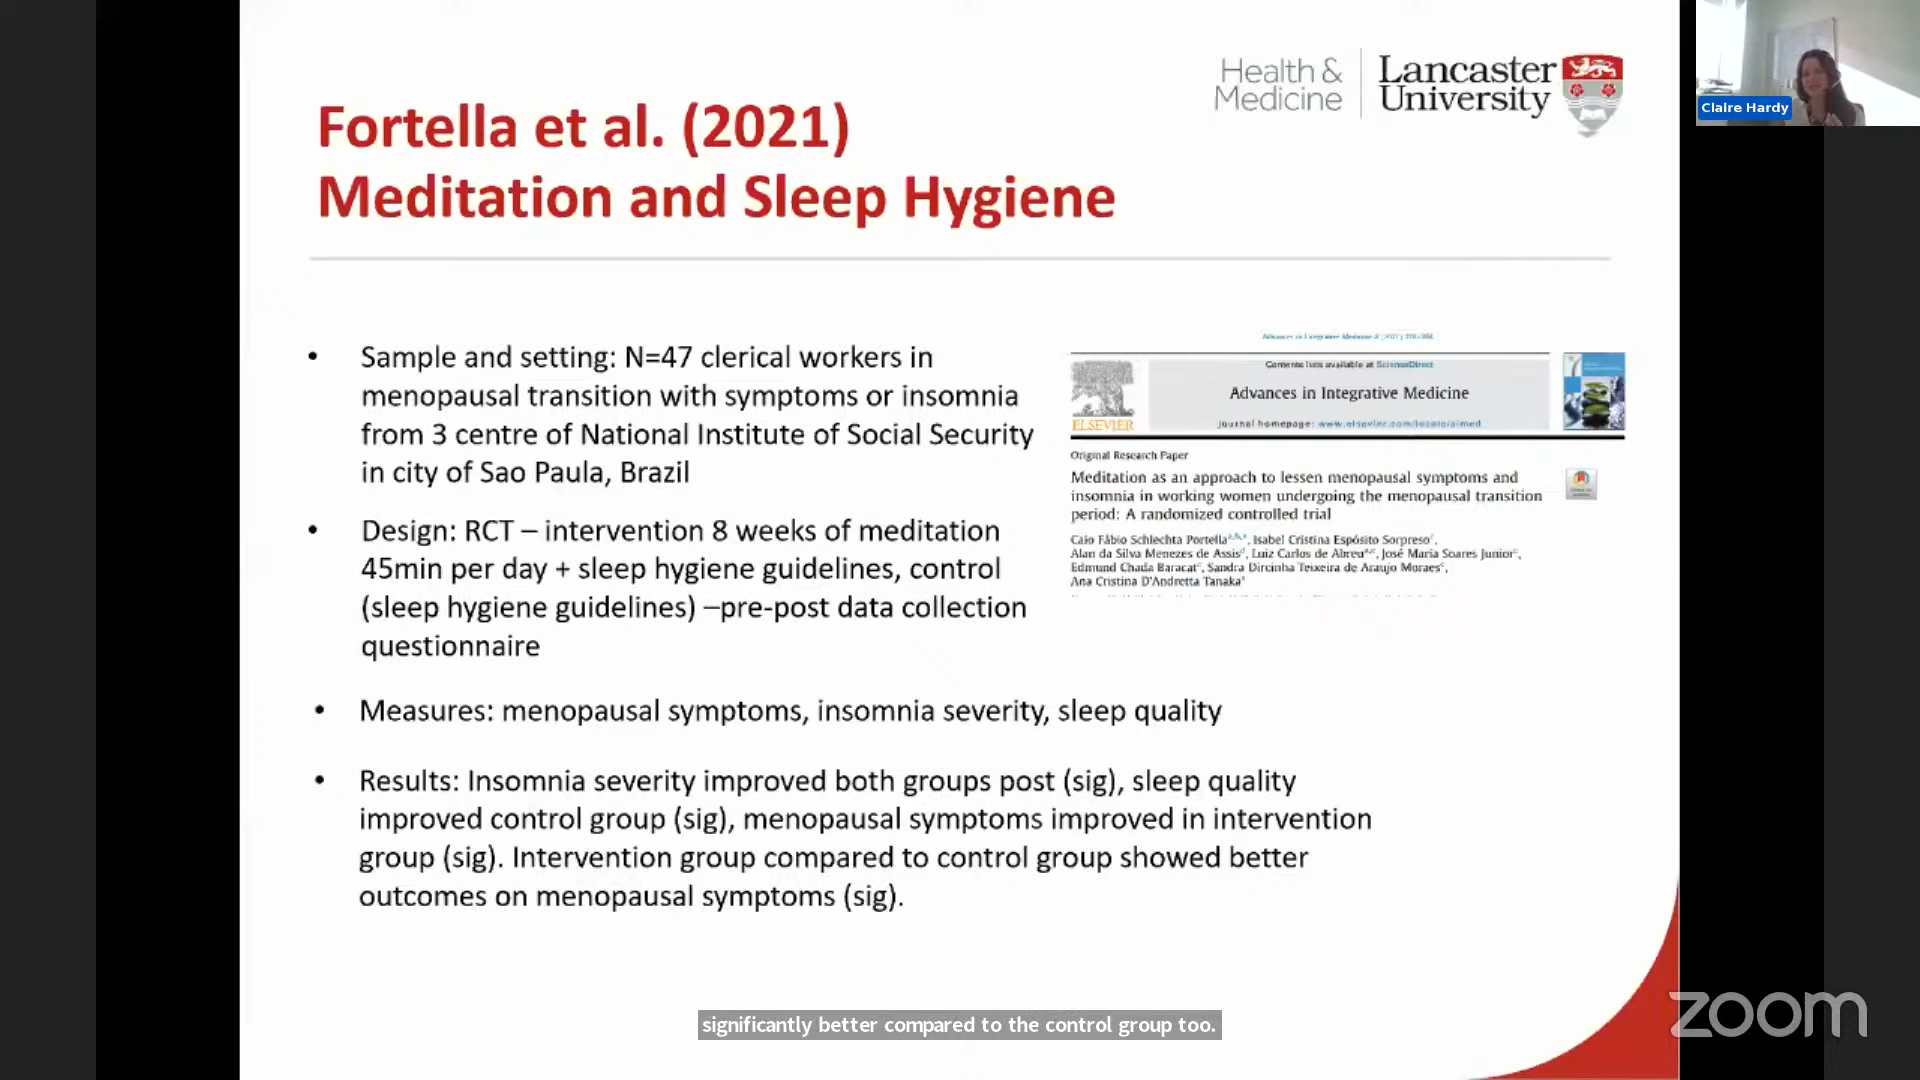 Health &
Medicine
Lancaster
University
Claire Hardy
Fortella et al. (2021)
Meditation and Sleep Hygiene
• Sample and setting: N=47 clerical workers in
menopausal transition with symptoms or insomnia
from 3 centre of National Institute of Social Security
in city of Sao Paula, Brazil
• Design: RCT – intervention 8 weeks of meditation
45min per day + sleep hygiene guidelines, control
(sleep hygiene guidelines) –pre-post data collection
questionnaire
• Measures: menopausal symptoms, insomnia severity, sleep quality
• Results: Insomnia severity improved both groups post (sig), sleep quality
improved control group (sig), menopausal symptoms improved in intervention
group (sig). Intervention group compared to control group showed better
outcomes on menopausal symptoms (sig).
Advances in Integrative Medicine
Contents lists available at ScienceDirect
Advances in Integrative Medicine
journal homepage: www.elsevier.com/locate/aimed
ELSEVIER
Original Research Paper
Meditation as an approach to lessen menopausal symptoms and
insomnia in working women undergoing the menopausal transition
period: A randomized controlled trial
Caio Fábio Schlechta Portella, Isabel Cristina Espósito Sorpreso,
Alan da Silva Menezes de Assis, Luiz Carlos de Abreu, José Maria Soares Junior,
Edmund Chada Baracat, Sandra Dircinha Teixeira de Araujo Moraes,
Ana Cristina D'Andretta Tanaka
significantly better compared to the control group too.
zoom